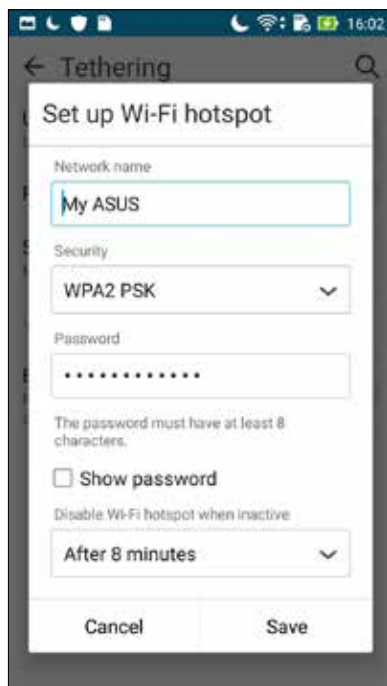 16:02
Tethering
Set up Wi-Fi hotspot
Network name
My ASUS
Security
WPA2 PSK
Password
••••••••••••
The password must have at least 8
characters.
Show password
Disable Wi-Fi hotspot when inactive
After 8 minutes
Cancel Save